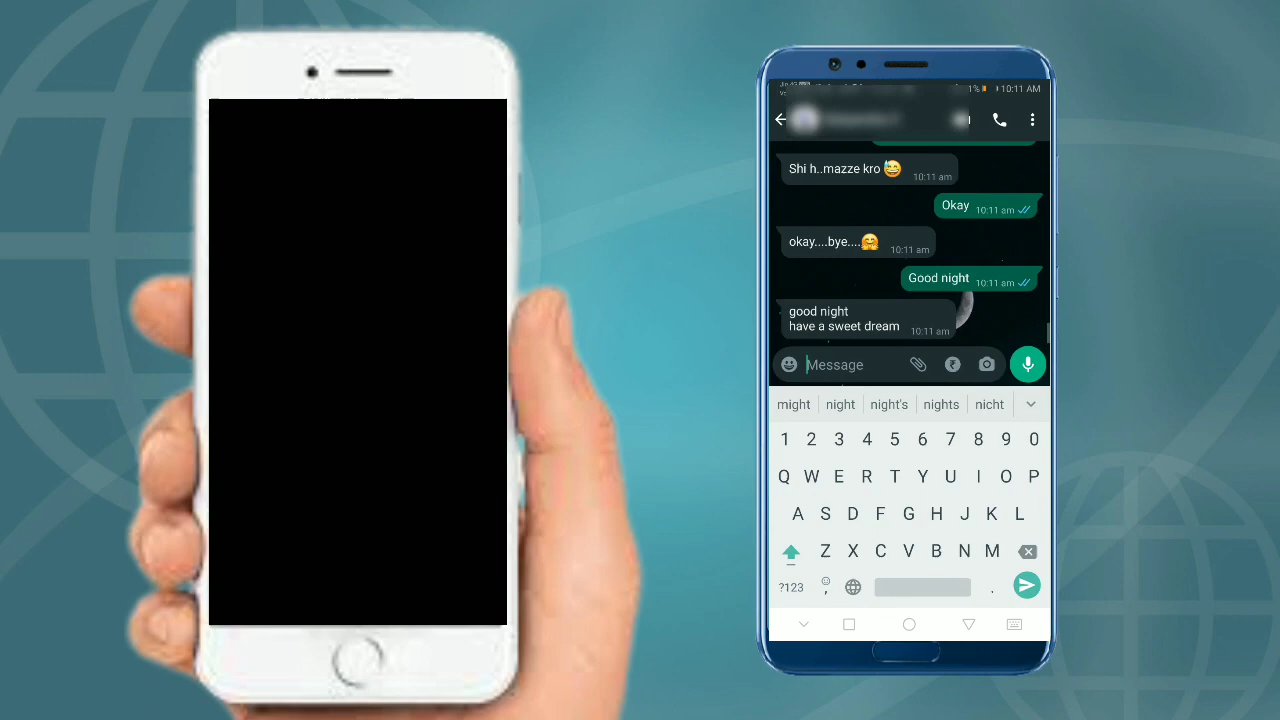 1% 10:11 AM
Shi h..mazze kro 😅
10:11 am
Okay 10:11 am
okay....bye....🤗
10:11 am
Good night 10:11 am
good night
have a sweet dream 10:11 am
Message
might night night's nights nicht
1 2 3 4 5 6 7 8 9 0
Q W E R T Y U I O P
A S D F G H J K L
Z X C V B N M
?123 , .